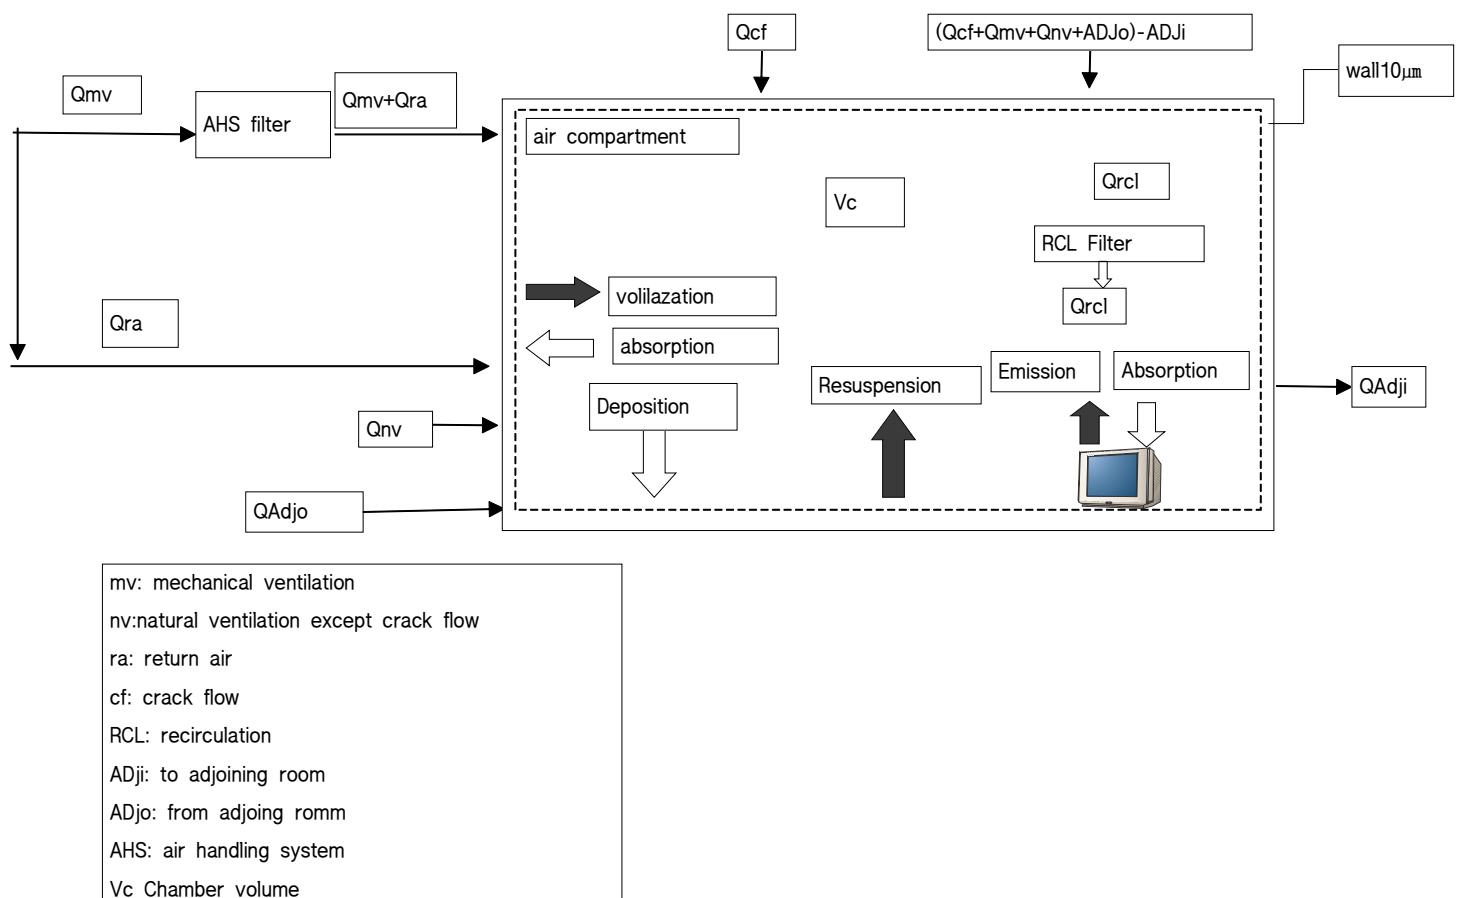 Qcf
(Qcf+Qmv+Qnv+ADJo)-ADJi
wall10㎛
Qmv
AHS filter
Qmv+Qra
air compartment
Vc
Qrcl
RCL Filter
Qrcl
volilazation
absorption
Qra
Deposition
Resuspension
Emission
Absorption
QAdji
Qnv
QAdjo
mv: mechanical ventilation
nv:natural ventilation except crack flow
ra: return air
cf: crack flow
RCL: recirculation
ADji: to adjoining room
ADjo: from adjoing romm
AHS: air handling system
Vc Chamber volume